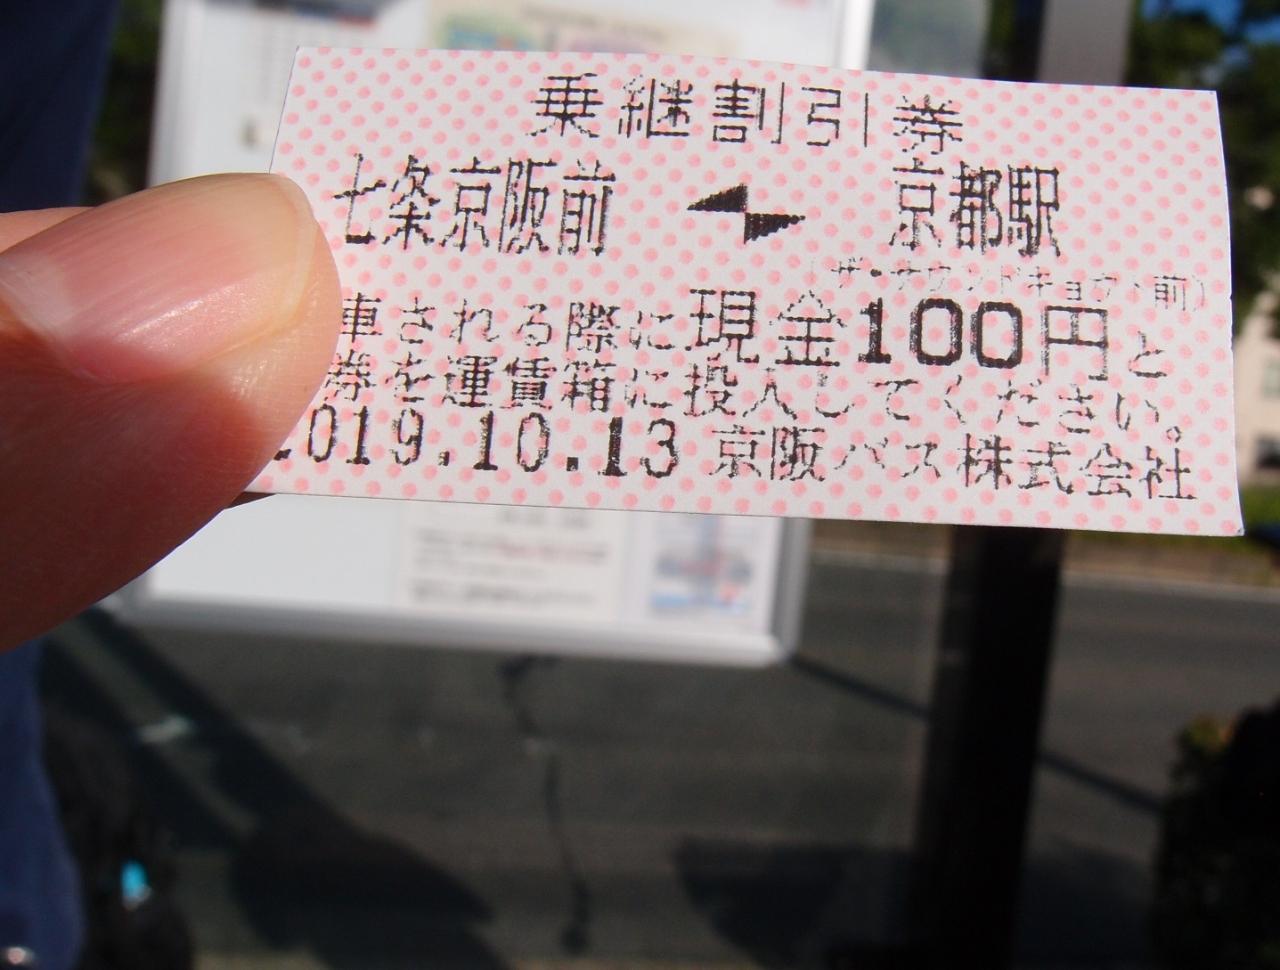 乗継割引券
七条京阪前 京都駅
(ザ・サウザンドキョウト前)
車される際に現金100円と
券を運賃箱に投入してください。
2019.10.13 京阪バス株式会社